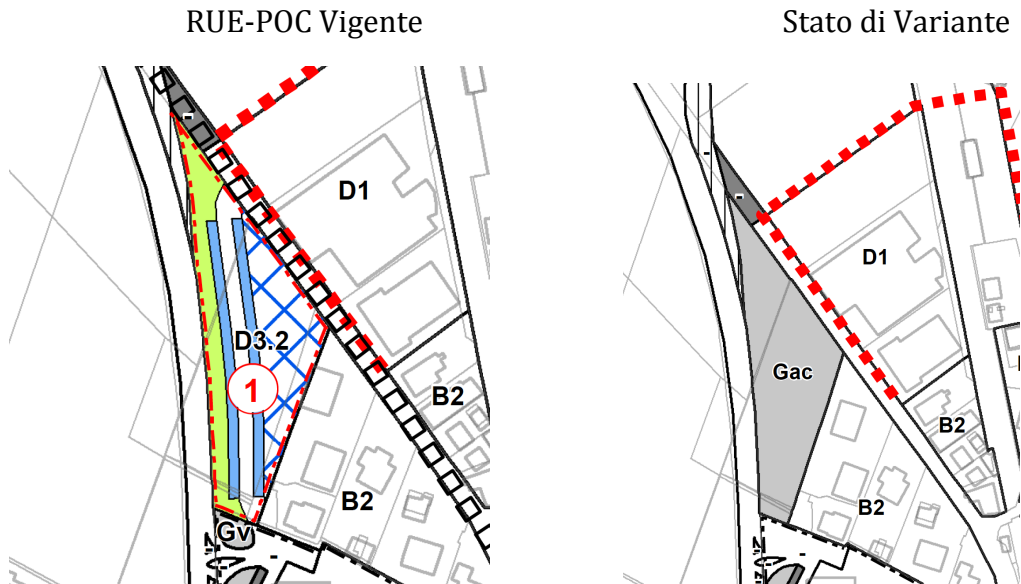 RUE-POC Vigente
Stato di Variante
D1
D3.2
1
B2
B2
Gv
D1
Gac
B2
B2